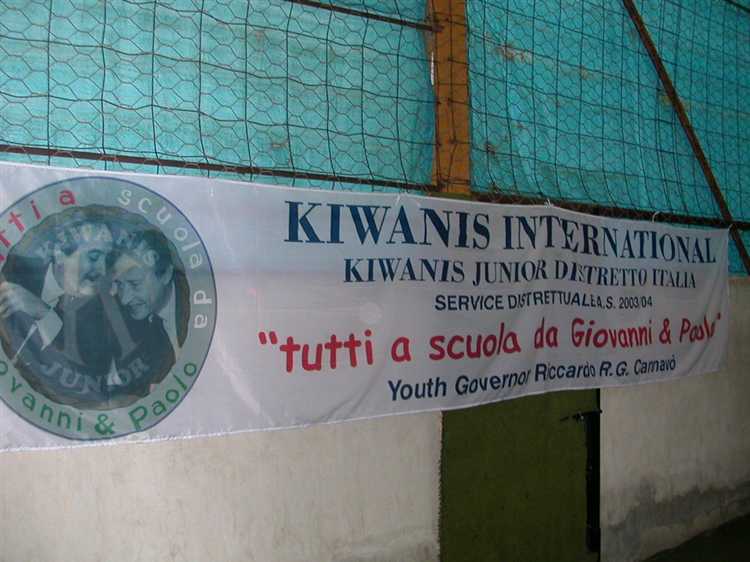 tutti a scuola da
Giovanni & Paolo
KIWANIS
JUNIOR
KIWANIS INTERNATIONAL
KIWANIS JUNIOR DISTRETTO ITALIA
SERVICE DISTRETTUALE A.S. 2003/04
"tutti a scuola da Giovanni & Paolo"
Youth Governor Riccardo R. G. Carnavò